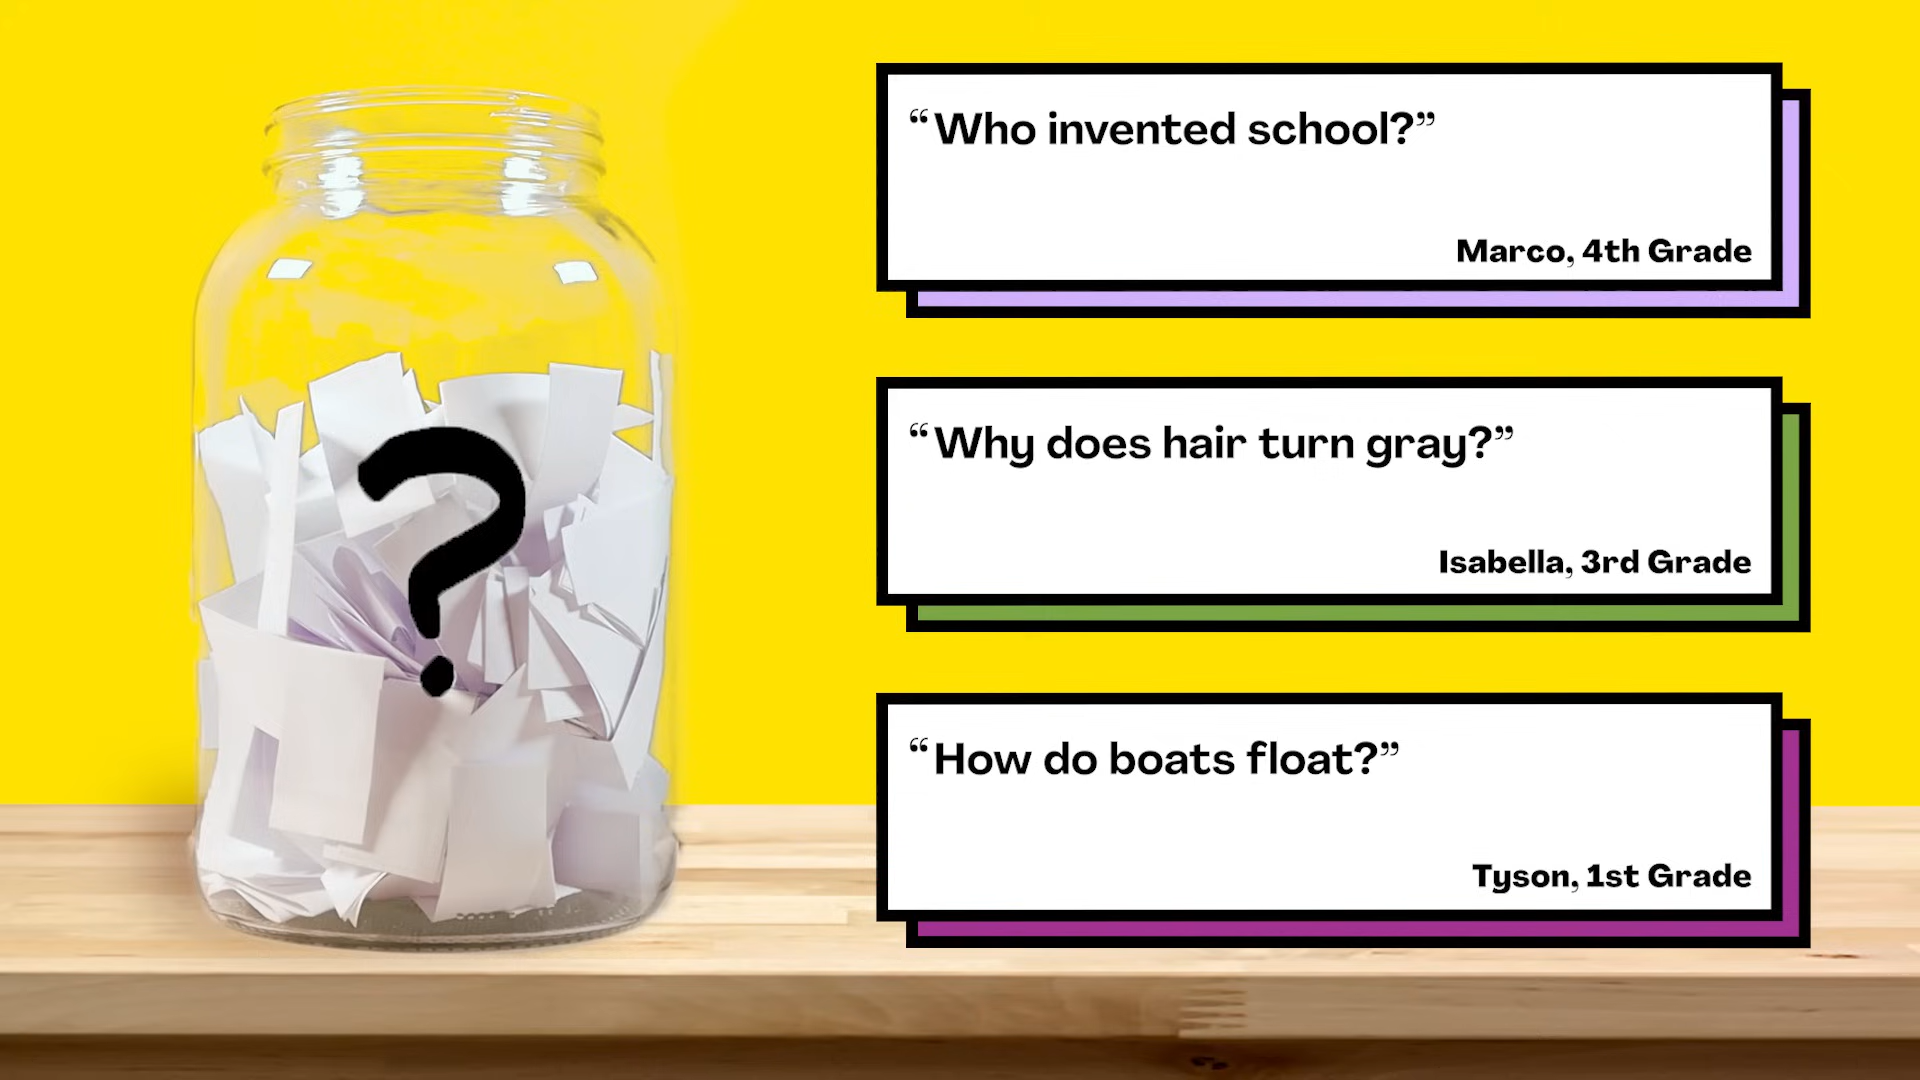 ?
“Who invented school?”
Marco, 4th Grade
“Why does hair turn gray?”
Isabella, 3rd Grade
“How do boats float?”
Tyson, 1st Grade